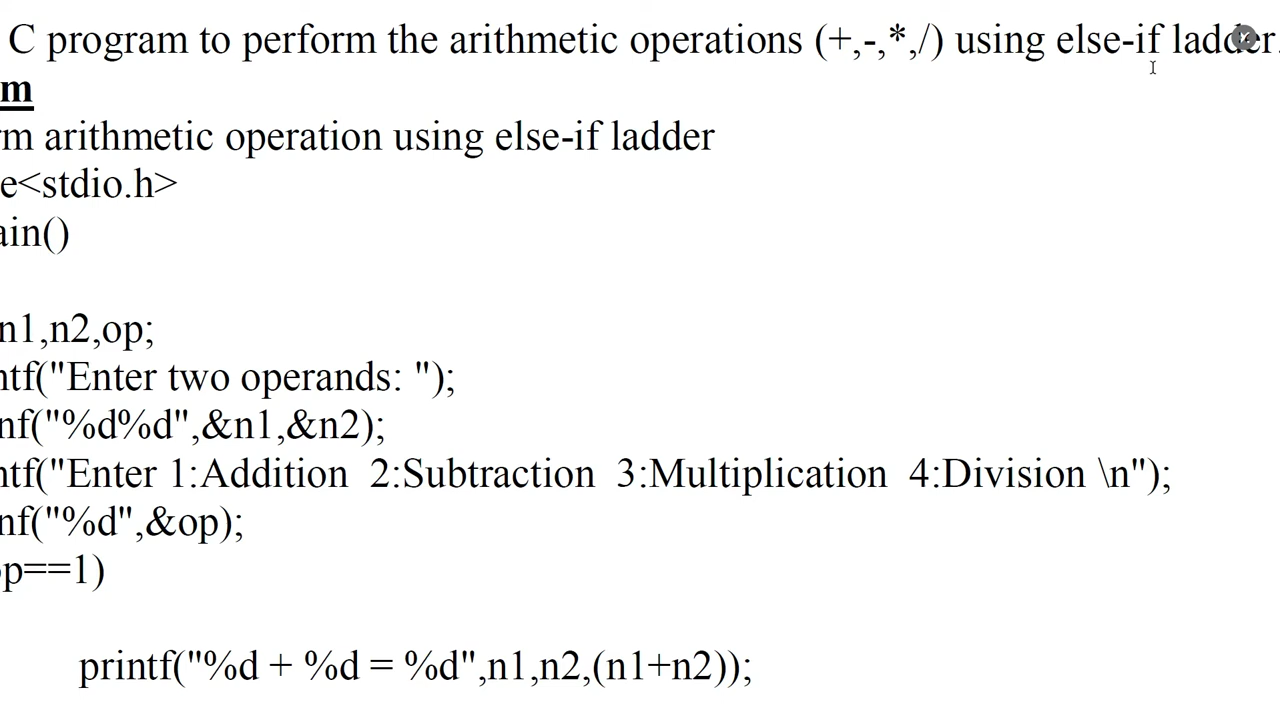 C program to perform the arithmetic operations (+,-,*,/) using else-if ladder.
m
rm arithmetic operation using else-if ladder
e<stdio.h>
ain()
n1,n2,op;
ntf("Enter two operands: ");
nf("%d%d",&n1,&n2);
ntf("Enter 1:Addition  2:Subtraction  3:Multiplication  4:Division \n");
nf("%d",&op);
op==1)
printf("%d + %d = %d",n1,n2,(n1+n2));